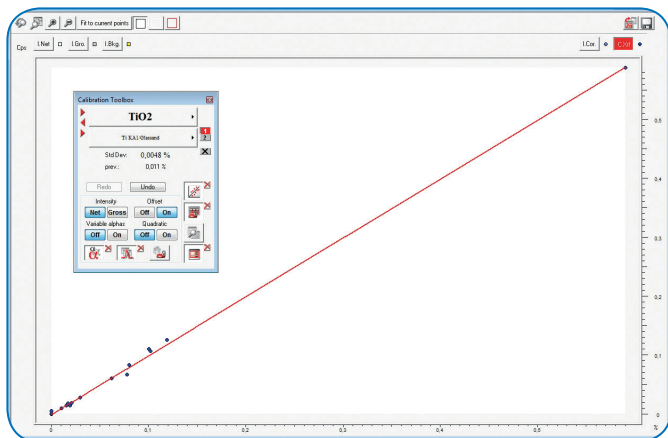 Fit to current points
Cps
I.Net
I.Gro.
I.Bkg.
I.Cor.
Calibration Toolbox
TiO2
Ti KA1/Glassand
1
2
Std Dev: 0,0048 %
prev.: 0,011 %
Redo Undo
Intensity Offset
Net Gross Off On
Variable alphas Quadratic
Off On Off On
α
0,5
0,4
0,3
0,2
0,1
0
0 0,1 0,2 0,3 0,4 0,5 %